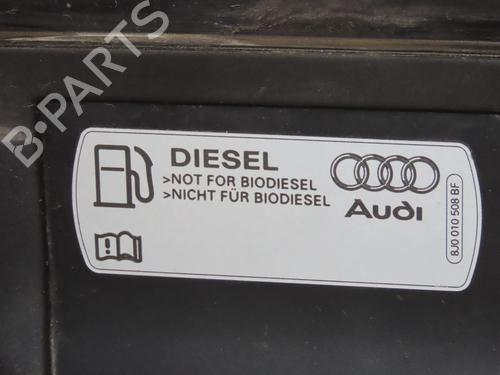 B-PARTS
DIESEL
>NOT FOR BIODIESEL
>NICHT FÜR BIODIESEL
Audi
8J0 010 508 BF